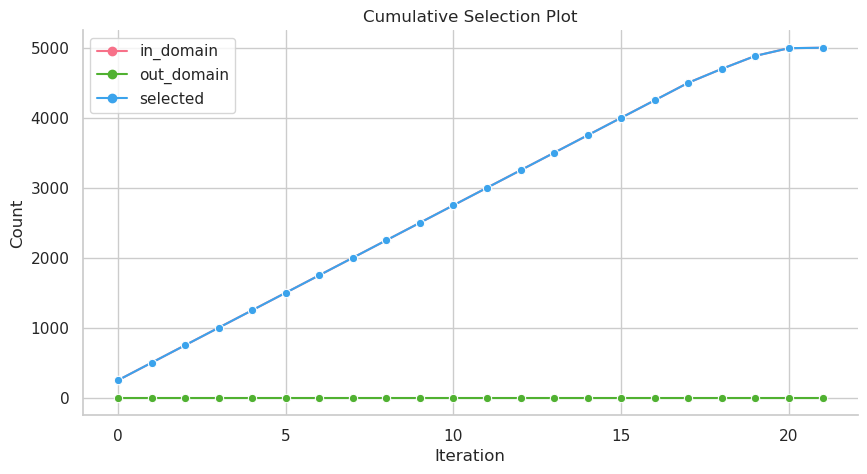 Cumulative Selection Plot
in_domain
out_domain
selected
5000
4000
3000
2000
1000
0
Count
0 5 10 15 20
Iteration